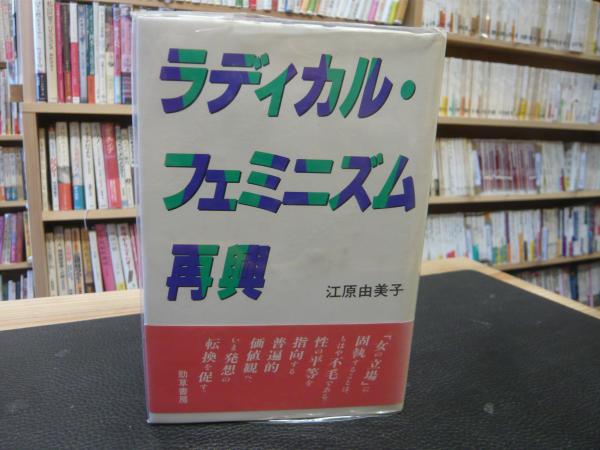 ラディカル・
フェミニズム
再興
江原由美子
「女の立場」に
固執することは、
もはや不毛である。
性の平等を
指向する
普遍的
価値観へ
いま発想の
転換を促す。
勁草書房